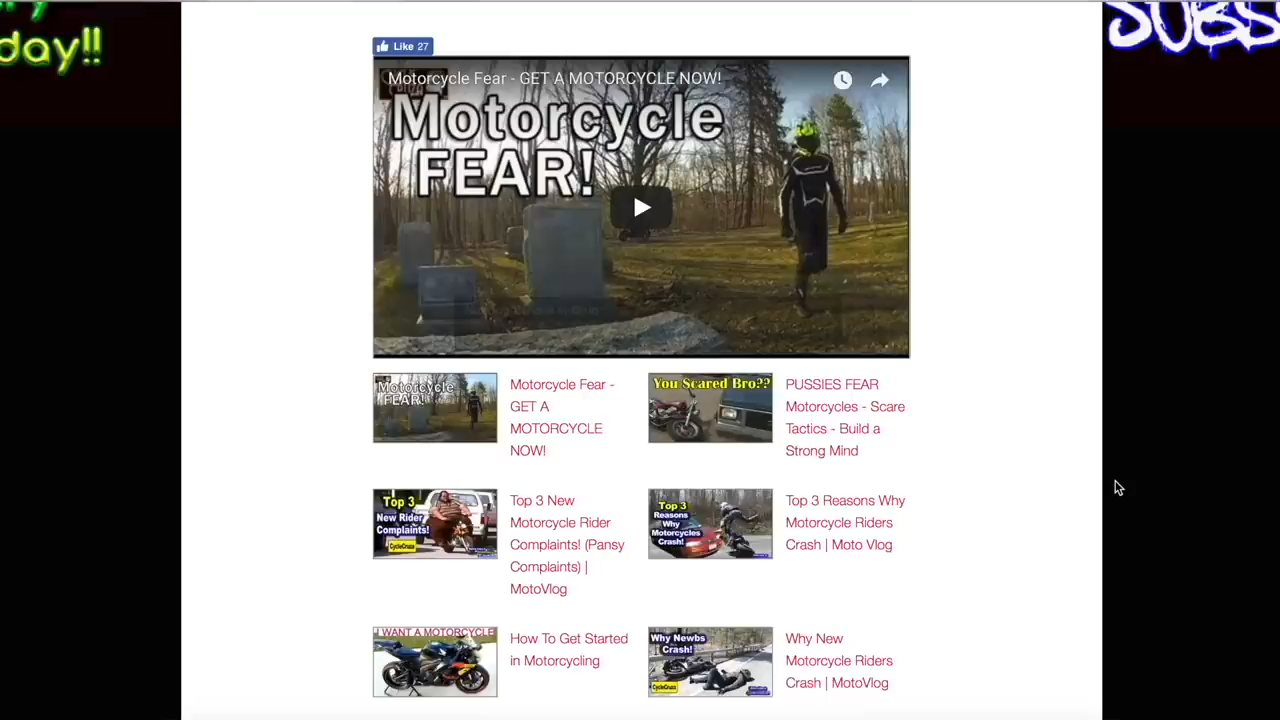 day!!
SUBS
Like 27
Motorcycle Fear - GET A MOTORCYCLE NOW!
Motorcycle
FEAR!
Motorcycle
FEAR!
Motorcycle Fear -
GET A
MOTORCYCLE
NOW!
You Scared Bro??
PUSSIES FEAR
Motorcycles - Scare
Tactics - Build a
Strong Mind
Top 3
New Rider
Complaints!
CycleCruza
Top 3 New
Motorcycle Rider
Complaints! (Pansy
Complaints) |
MotoVlog
Top 3
Reasons
Why
Motorcycles
Crash!
Top 3 Reasons Why
Motorcycle Riders
Crash | Moto Vlog
I WANT A MOTORCYCLE
How To Get Started
in Motorcycling
Why Newbs
Crash!
CycleCruza
Why New
Motorcycle Riders
Crash | MotoVlog